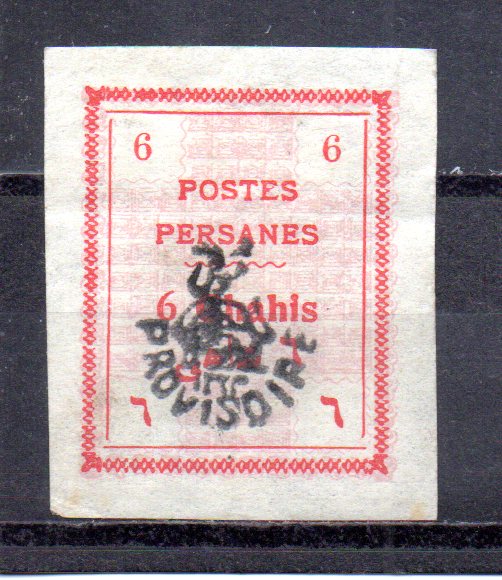 6 6
POSTES
PERSANES
6 Chahis
PROVISOIRE
٦ ٦